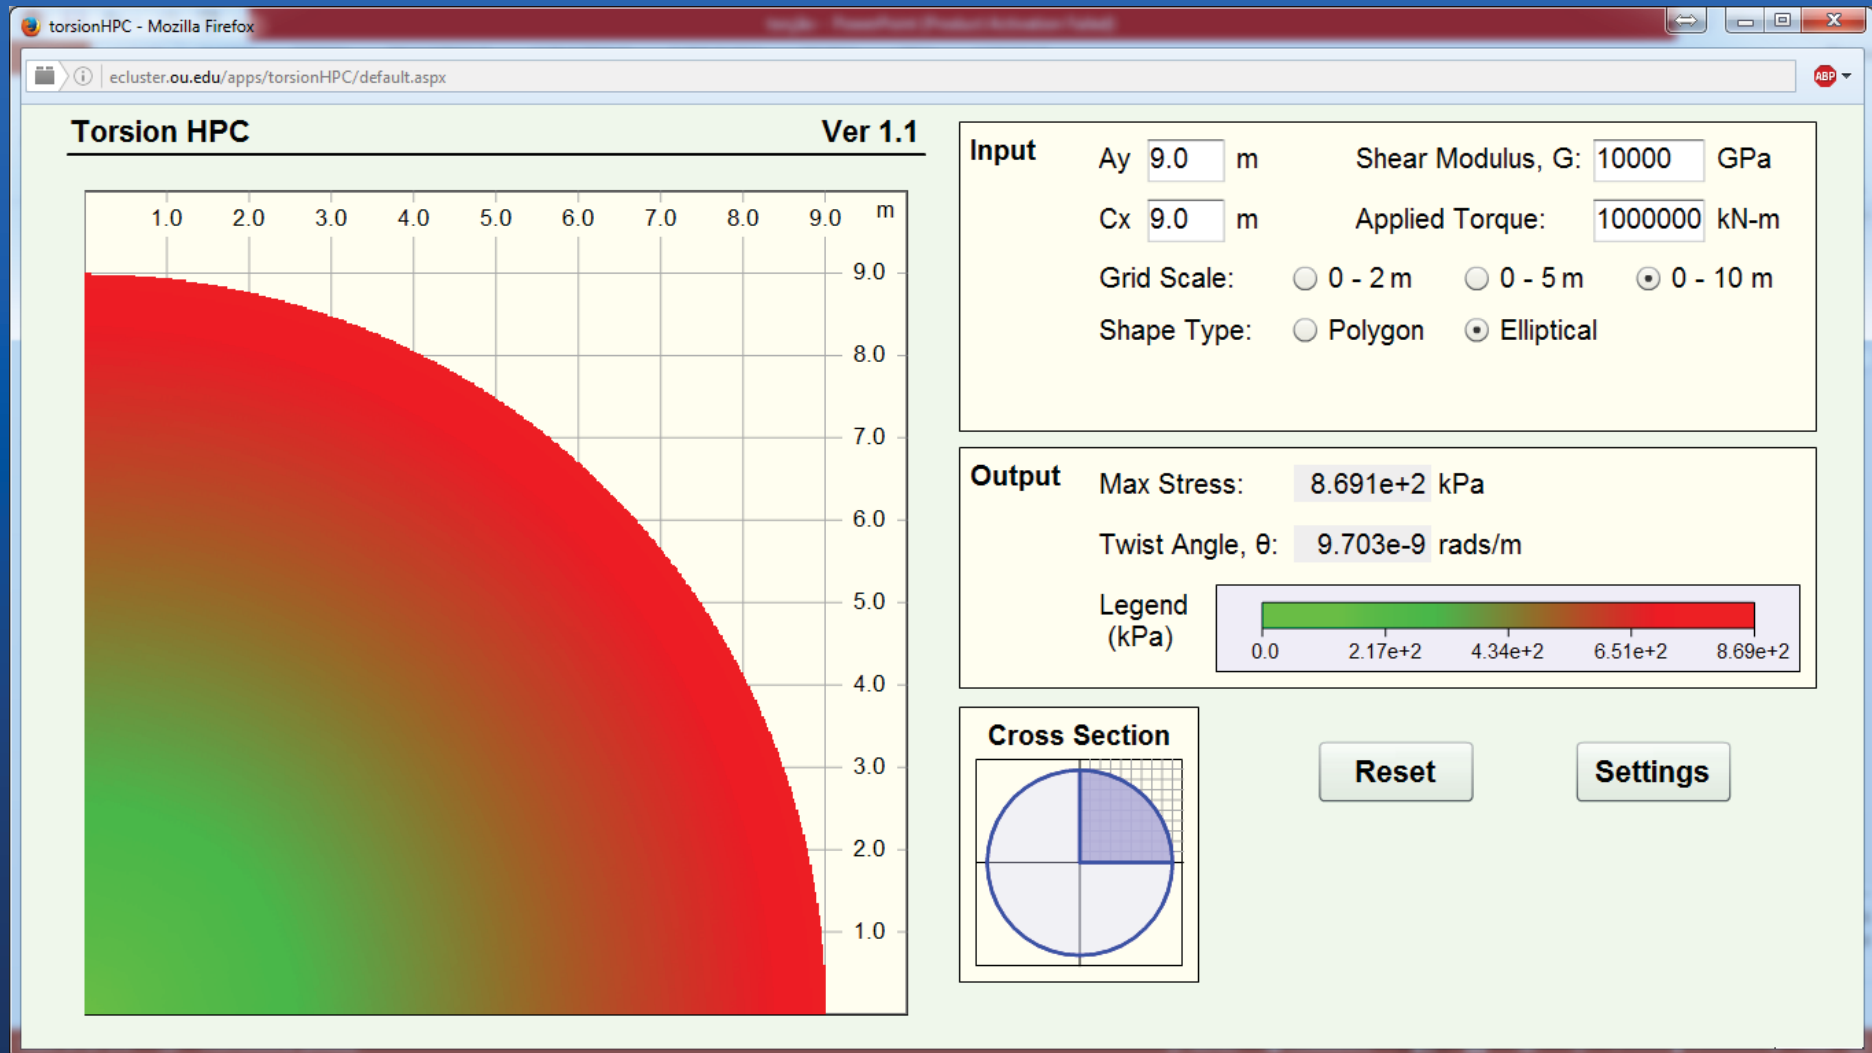 torsionHPC - Mozilla Firefox
ecluster.ou.edu/apps/torsionHPC/default.aspx
ABP
Torsion HPC Ver 1.1
1.0 2.0 3.0 4.0 5.0 6.0 7.0 8.0 9.0 m
9.0
8.0
7.0
6.0
5.0
4.0
3.0
2.0
1.0
Input
Ay 9.0 m Shear Modulus, G: 10000 GPa
Cx 9.0 m Applied Torque: 1000000 kN-m
Grid Scale: 0 - 2 m 0 - 5 m 0 - 10 m
Shape Type: Polygon Elliptical
Output
Max Stress: 8.691e+2 kPa
Twist Angle, θ: 9.703e-9 rads/m
Legend
(kPa)
0.0 2.17e+2 4.34e+2 6.51e+2 8.69e+2
Cross Section
Reset Settings